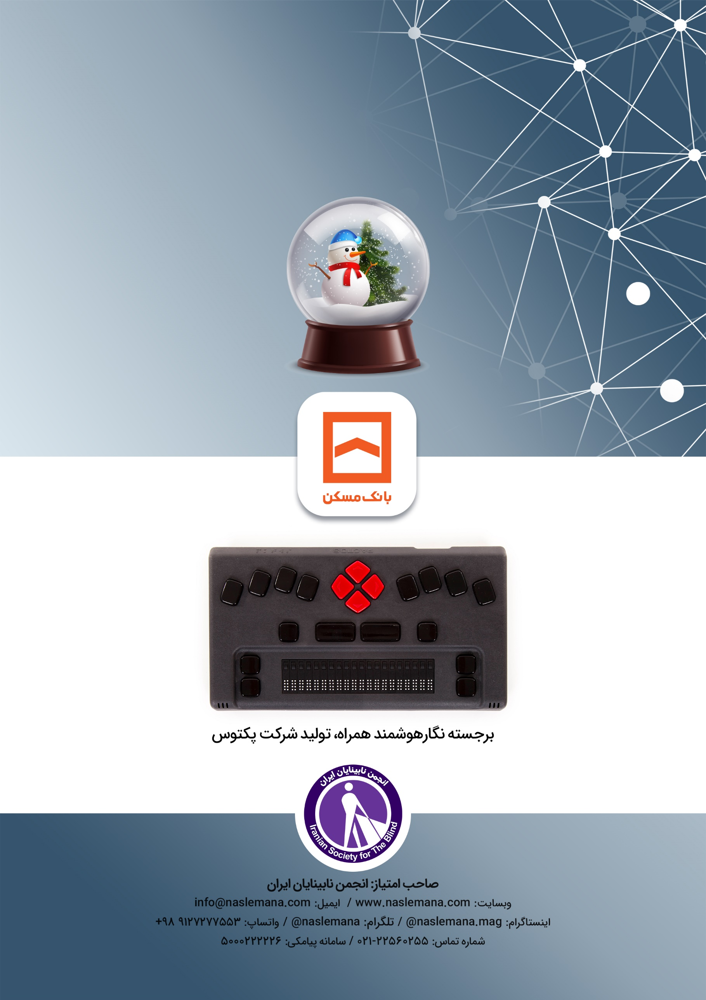 بانک مسکن
PACTOS
برجسته نگارهوشمند همراه، تولید شرکت پکتوس
انجمن نابینایان ایران
Iranian Society for The Blind
صاحب امتیاز: انجمن نابینایان ایران
وبسایت: www.naslemana.com / ایمیل: info@naslemana.com
اینستاگرام: @naslemana.mag / تلگرام: @naslemana / واتساپ: ۹۱۲۷۲۷۷۵۵۳ ۹۸+
شماره تماس: ۰۲۱-۲۲۵۶۰۲۵۵ / سامانه پیامکی: ۵۰۰۰۲۲۲۲۲۶